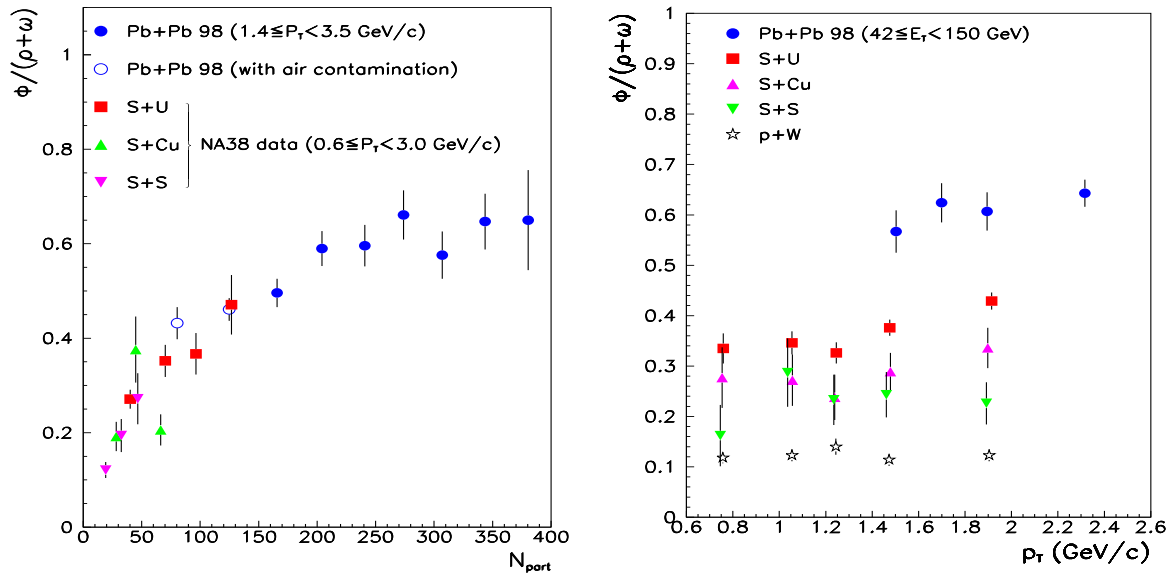 ϕ/(ρ+ω)
1
0.8
0.6
0.4
0.2
0
Pb+Pb 98 (1.4≦P_T<3.5 GeV/c)
Pb+Pb 98 (with air contamination)
S+U
S+Cu
S+S
NA38 data (0.6≦P_T<3.0 GeV/c)
0 50 100 150 200 250 300 350 400
N_part
ϕ/(ρ+ω)
1
0.9
0.8
0.7
0.6
0.5
0.4
0.3
0.2
0.1
0
Pb+Pb 98 (42≦E_T<150 GeV)
S+U
S+Cu
S+S
p+W
0.6 0.8 1 1.2 1.4 1.6 1.8 2 2.2 2.4 2.6
p_T (GeV/c)